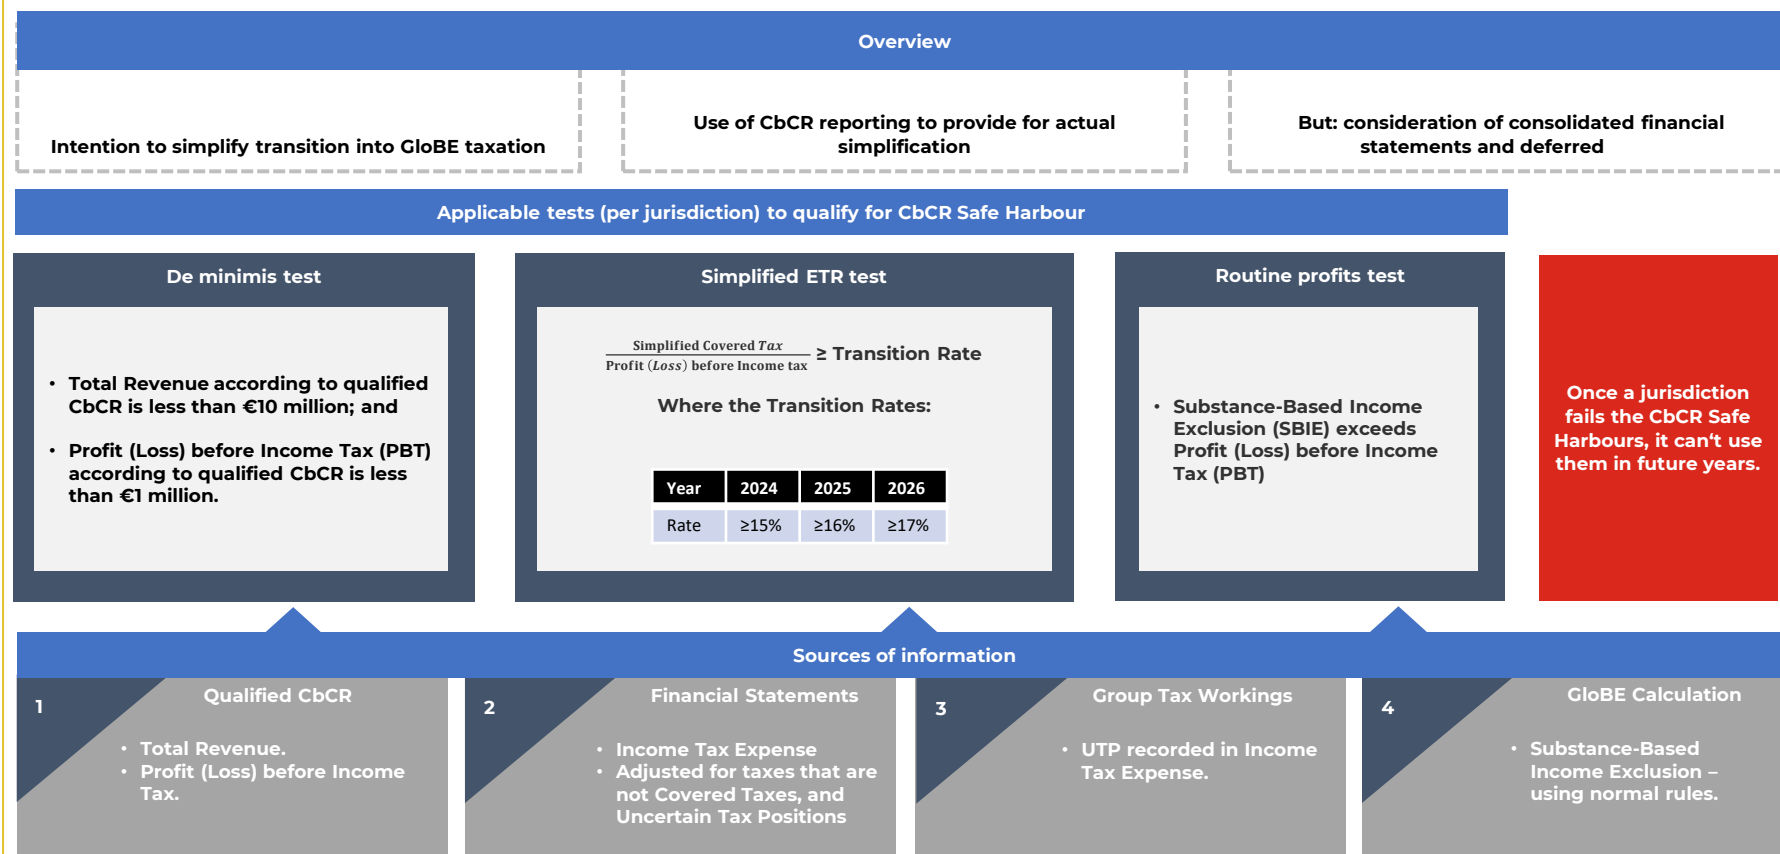 Overview
Intention to simplify transition into GloBE taxation
Use of CbCR reporting to provide for actual
simplification
But: consideration of consolidated financial
statements and deferred
Applicable tests (per jurisdiction) to qualify for CbCR Safe Harbour
De minimis test
• Total Revenue according to qualified
CbCR is less than €10 million; and
• Profit (Loss) before Income Tax (PBT)
according to qualified CbCR is less
than €1 million.
Simplified ETR test
Simplified Covered Tax
Profit (Loss) before Income tax
≥ Transition Rate
Where the Transition Rates:
Year 2024 2025 2026
Rate ≥15% ≥16% ≥17%
Routine profits test
• Substance-Based Income
Exclusion (SBIE) exceeds
Profit (Loss) before Income
Tax (PBT)
Once a jurisdiction
fails the CbCR Safe
Harbours, it can‘t use
them in future years.
Sources of information
1
Qualified CbCR
• Total Revenue.
• Profit (Loss) before Income
Tax.
2
Financial Statements
• Income Tax Expense
• Adjusted for taxes that are
not Covered Taxes, and
Uncertain Tax Positions
3
Group Tax Workings
• UTP recorded in Income
Tax Expense.
4
GloBE Calculation
• Substance-Based
Income Exclusion –
using normal rules.